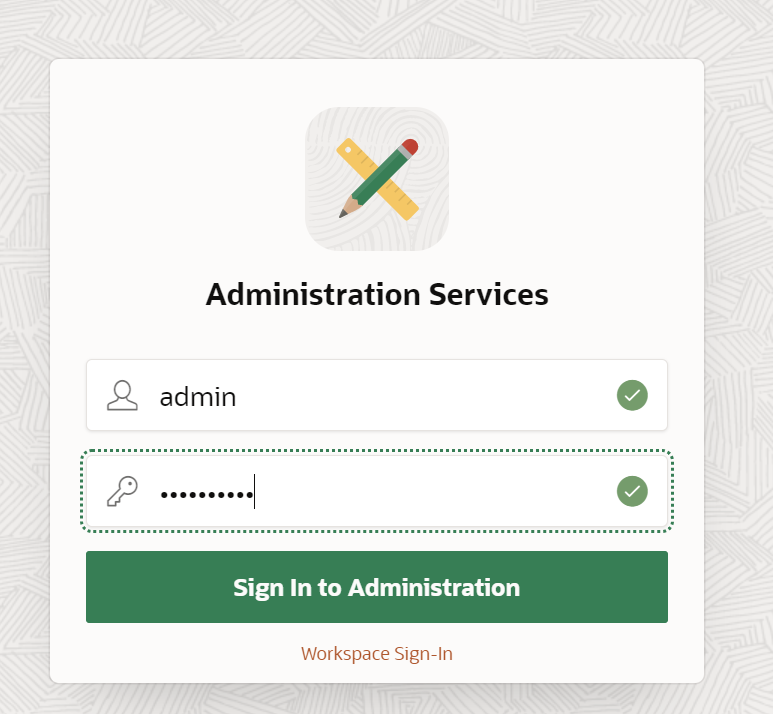 Administration Services
admin
••••••••••
Sign In to Administration
Workspace Sign-In